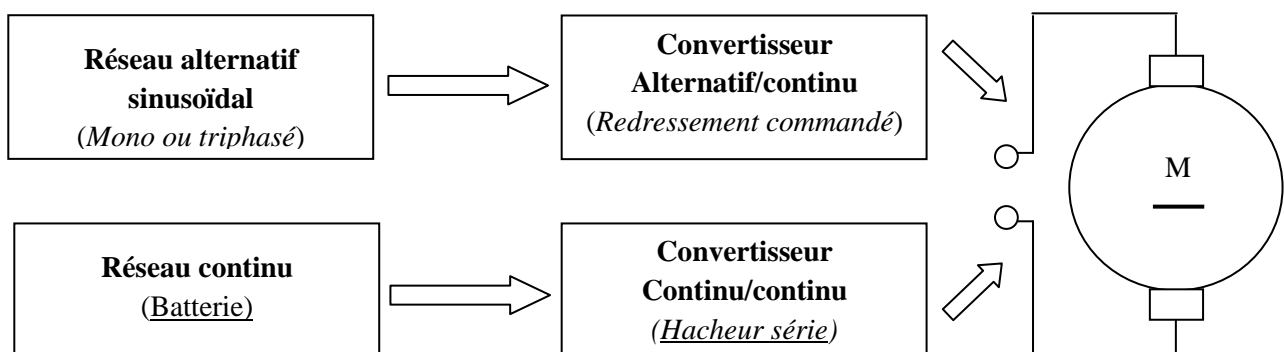 Réseau alternatif
sinusoïdal
(Mono ou triphasé)
Convertisseur
Alternatif/continu
(Redressement commandé)
M
Réseau continu
(Batterie)
Convertisseur
Continu/continu
(Hacheur série)